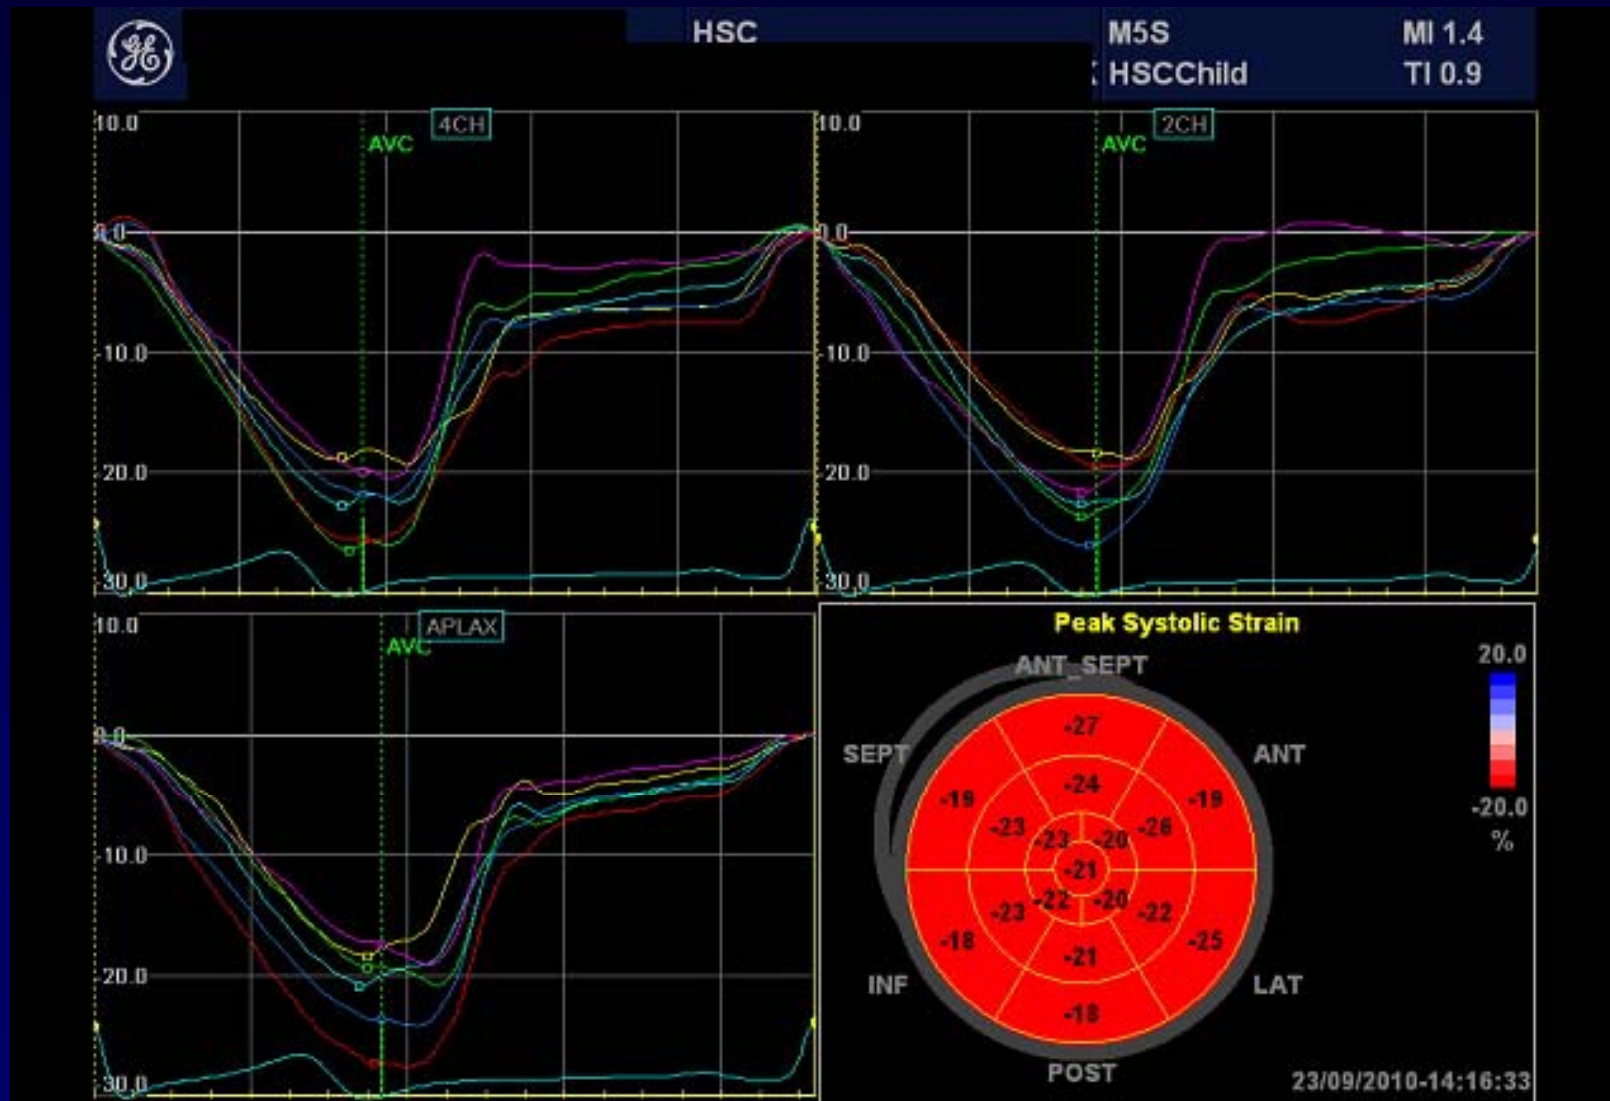 GE
HSC
M5S MI 1.4
HSCChild TI 0.9
10.0 4CH
AVC
0.0
-10.0
-20.0
-30.0
10.0 2CH
AVC
0.0
-10.0
-20.0
-30.0
10.0 APLAX
AVC
0.0
-10.0
-20.0
-30.0
Peak Systolic Strain
ANT_SEPT
20.0
-27
SEPT ANT
-24
-19 -19
-20.0
%
-23 -26
-23 -20
-21
-22 -20
-23 -22
-18 -25
-21
INF LAT
-18
POST
23/09/2010-14:16:33